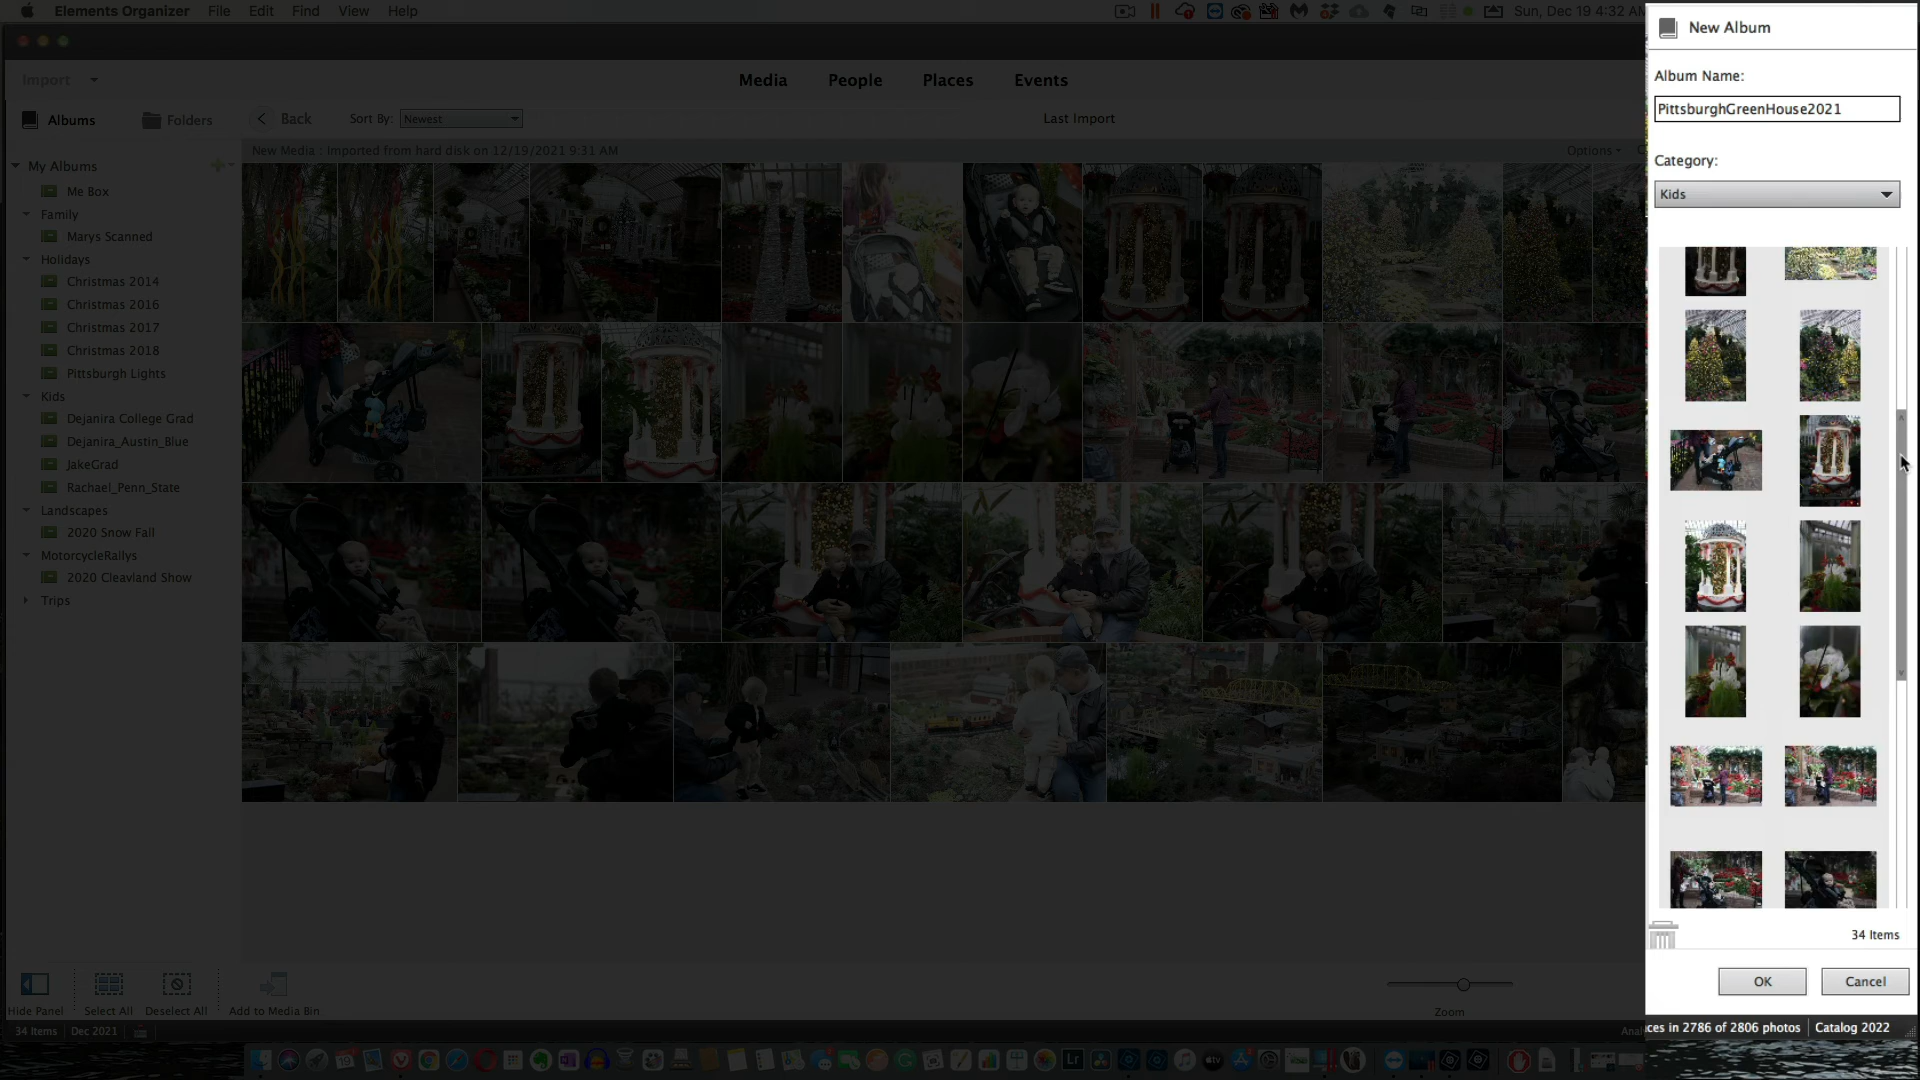 Elements Organizer File Edit Find View Help
Sun, Dec 19 4:32 AM
Import
Media People Places Events
Albums Folders
Back Sort By: Newest
Last Import
New Media : Imported from hard disk on 12/19/2021 9:31 AM
Options
My Albums
Me Box
Family
Marys Scanned
Holidays
Christmas 2014
Christmas 2016
Christmas 2017
Christmas 2018
Pittsburgh Lights
Kids
Dejanira College Grad
Dejanira_Austin_Blue
JakeGrad
Rachael_Penn_State
Landscapes
2020 Snow Fall
MotorcycleRallys
2020 Cleavland Show
Trips
Hide Panel Select All Deselect All Add to Media Bin
Zoom
34 Items Dec 2021
New Album
Album Name:
PittsburghGreenHouse2021
Category:
Kids
34 Items
OK Cancel
ces in 2786 of 2806 photos Catalog 2022